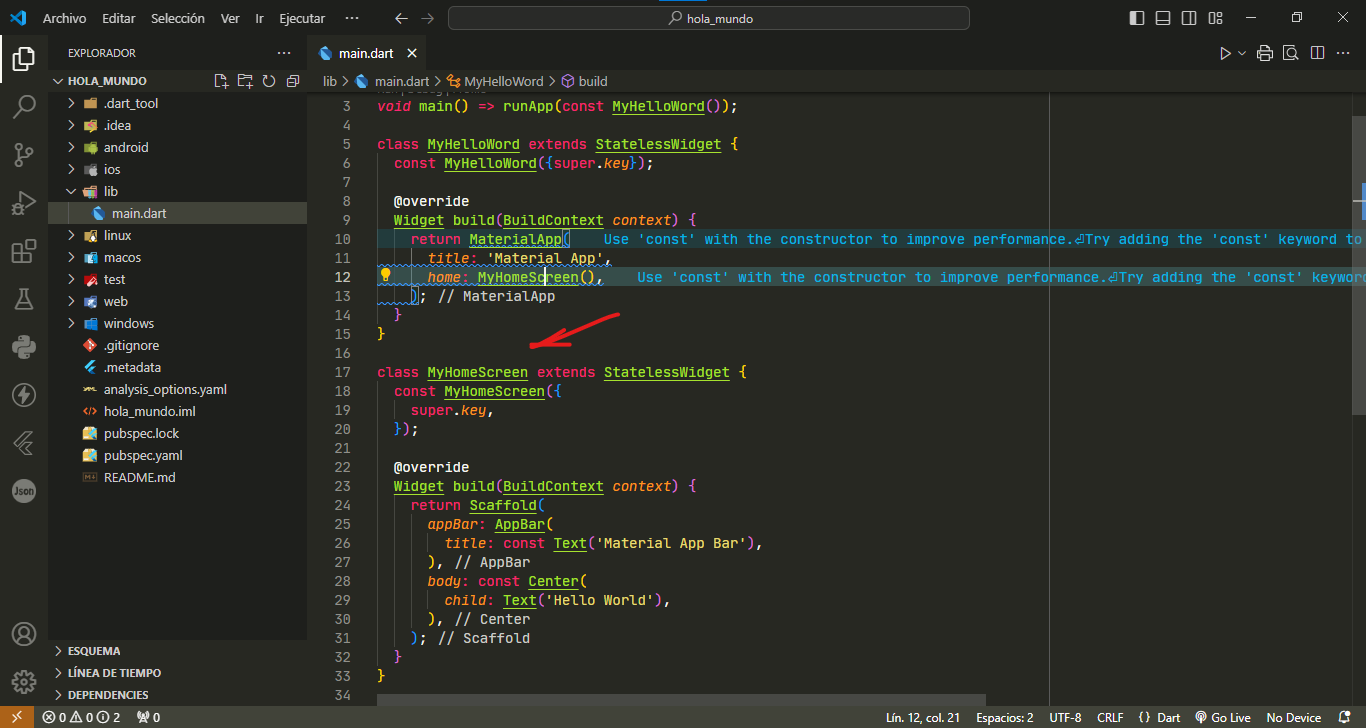 Archivo Editar Selección Ver Ir Ejecutar ··· hola_mundo
EXPLORADOR ···
HOLA_MUNDO
.dart_tool
.idea
android
ios
lib
main.dart
linux
macos
test
web
windows
.gitignore
.metadata
analysis_options.yaml
hola_mundo.iml
pubspec.lock
pubspec.yaml
README.md
ESQUEMA
LÍNEA DE TIEMPO
DEPENDENCIES
Json
main.dart
lib > main.dart > MyHelloWord > build
3 void main() => runApp(const MyHelloWord());
4
5 class MyHelloWord extends StatelessWidget {
6 const MyHelloWord({super.key});
7
8 @override
9 Widget build(BuildContext context) {
10 return MaterialApp( Use 'const' with the constructor to improve performance.⏎Try adding the 'const' keyword to
11 title: 'Material App',
12 home: MyHomeScreen(), Use 'const' with the constructor to improve performance.⏎Try adding the 'const' keyword
13 ); // MaterialApp
14 }
15 }
16
17 class MyHomeScreen extends StatelessWidget {
18 const MyHomeScreen({
19 super.key,
20 });
21
22 @override
23 Widget build(BuildContext context) {
24 return Scaffold(
25 appBar: AppBar(
26 title: const Text('Material App Bar'),
27 ), // AppBar
28 body: const Center(
29 child: Text('Hello World'),
30 ), // Center
31 ); // Scaffold
32 }
33 }
34
0 0 2 0 Lín. 12, col. 21 Espacios: 2 UTF-8 CRLF {} Dart Go Live No Device